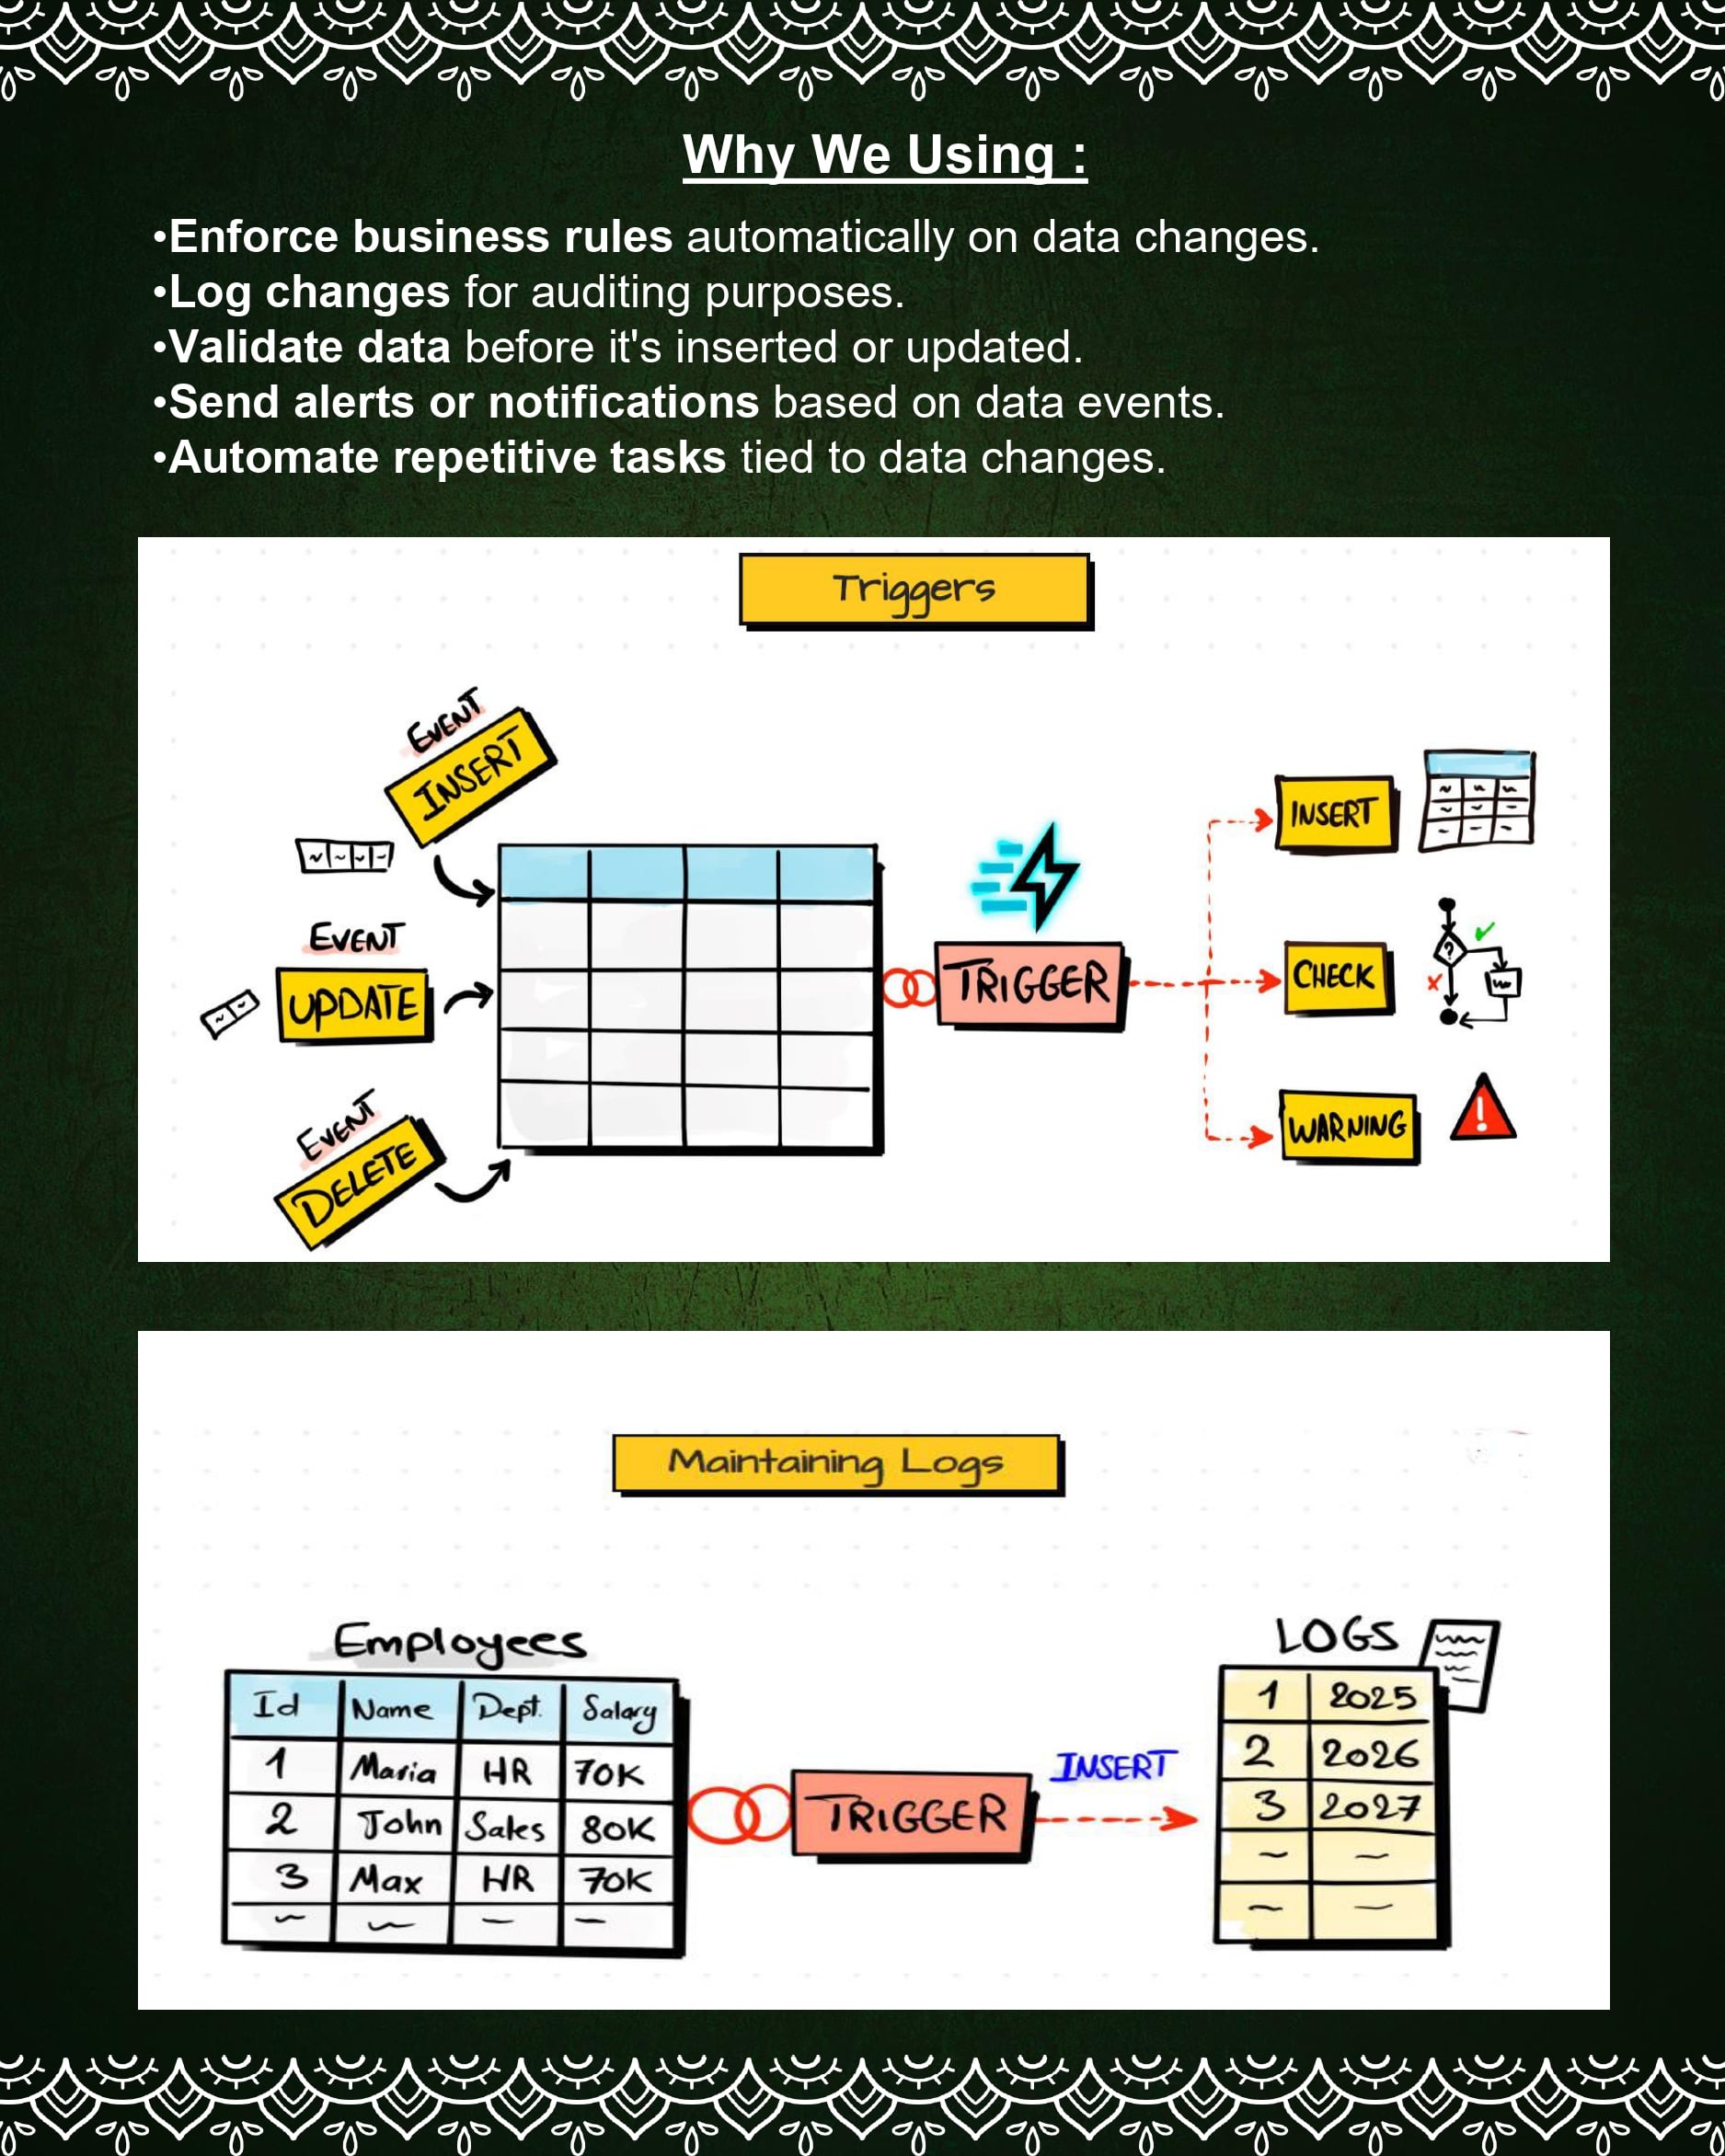 Why We Using :
•Enforce business rules automatically on data changes.
•Log changes for auditing purposes.
•Validate data before it's inserted or updated.
•Send alerts or notifications based on data events.
•Automate repetitive tasks tied to data changes.
Triggers
EVENT
INSERT
EVENT
UPDATE
EVENT
DELETE
TRIGGER
INSERT
CHECK
?
WARNING
!
Maintaining Logs
Employees
Id Name Dept. Salary
1 Maria HR 70K
2 John Sales 80K
3 Max HR 70K
TRIGGER
INSERT
LOGS
1 2025
2 2026
3 2027